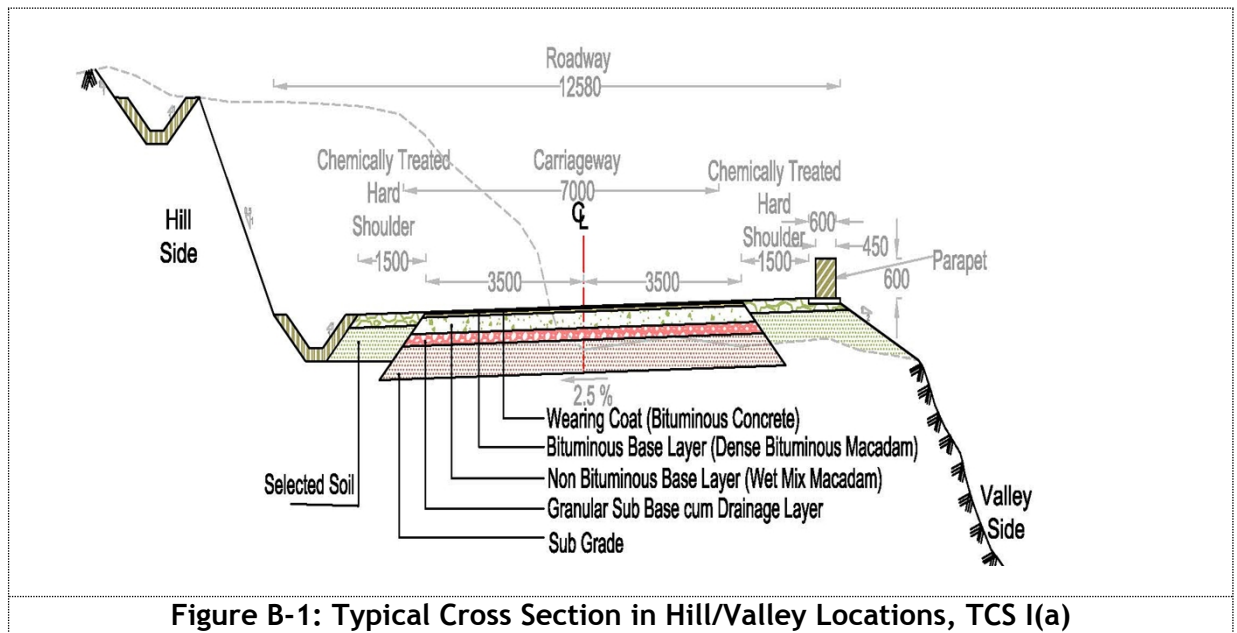 Roadway
12580
Chemically Treated
Hard
Shoulder
1500
Carriageway
7000
CL
Chemically Treated
Hard
Shoulder
1500
600
450
600
Parapet
Hill
Side
3500
3500
2.5 %
Wearing Coat (Bituminous Concrete)
Bituminous Base Layer (Dense Bituminous Macadam)
Selected Soil
Non Bituminous Base Layer (Wet Mix Macadam)
Granular Sub Base cum Drainage Layer
Sub Grade
Valley
Side
Figure B-1: Typical Cross Section in Hill/Valley Locations, TCS I(a)